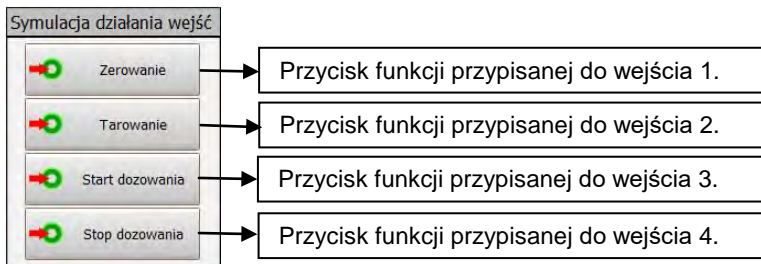 Symulacja działania wejść
Zerowanie
Przycisk funkcji przypisanej do wejścia 1.
Tarowanie
Przycisk funkcji przypisanej do wejścia 2.
Start dozowania
Przycisk funkcji przypisanej do wejścia 3.
Stop dozowania
Przycisk funkcji przypisanej do wejścia 4.